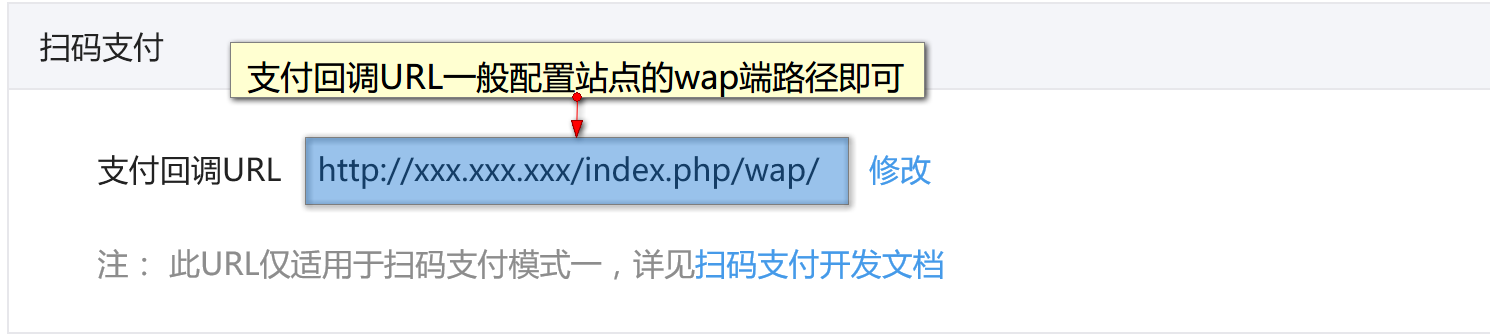 扫码支付
支付回调URL一般配置站点的wap端路径即可
支付回调URL http://xxx.xxx.xxx/index.php/wap/ 修改
注： 此URL仅适用于扫码支付模式一，详见扫码支付开发文档